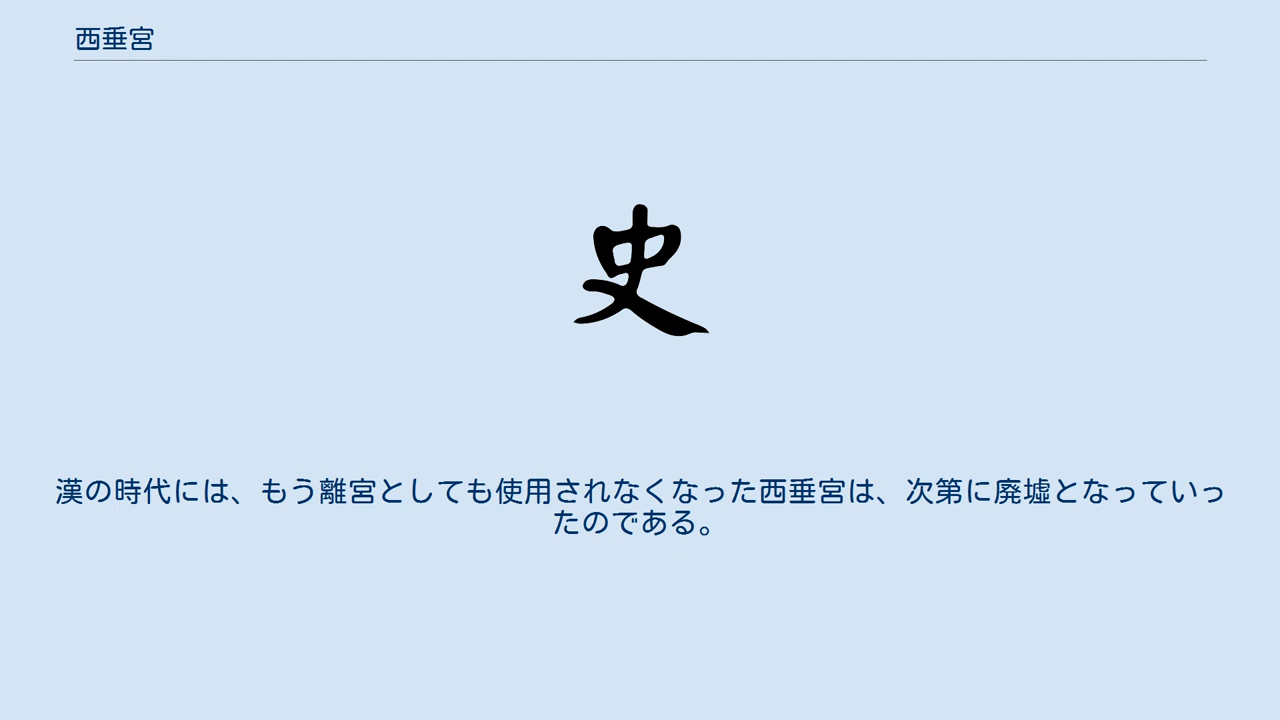 西垂宮
史
漢の時代には、もう離宮としても使用されなくなった西垂宮は、次第に廃墟となっていっ
たのである。